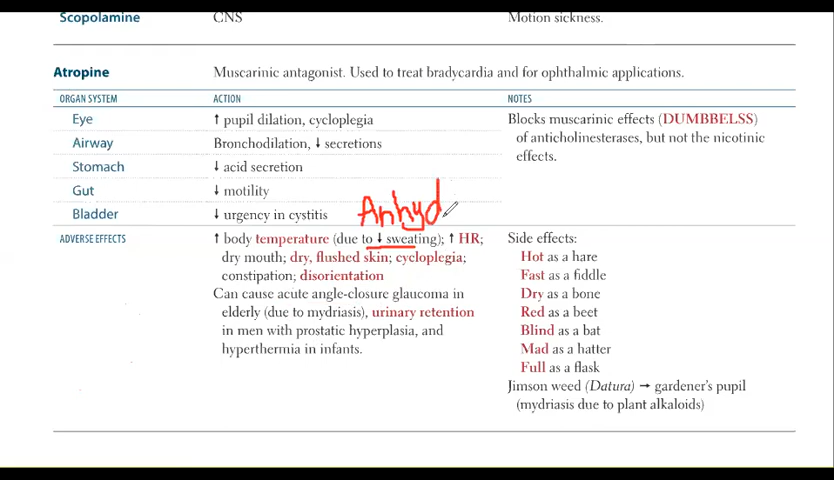 Scopolamine CNS Motion sickness.
Atropine Muscarinic antagonist. Used to treat bradycardia and for ophthalmic applications.
ORGAN SYSTEM ACTION NOTES
Eye ↑ pupil dilation, cycloplegia Blocks muscarinic effects (DUMBBELSS)
of anticholinesterases, but not the nicotinic
effects.
Airway Bronchodilation, ↓ secretions
Stomach ↓ acid secretion
Gut ↓ motility
Bladder ↓ urgency in cystitis
Anhyd
ADVERSE EFFECTS ↑ body temperature (due to ↓ sweating); ↑ HR;
dry mouth; dry, flushed skin; cycloplegia;
constipation; disorientation
Can cause acute angle-closure glaucoma in
elderly (due to mydriasis), urinary retention
in men with prostatic hyperplasia, and
hyperthermia in infants.
Side effects:
Hot as a hare
Fast as a fiddle
Dry as a bone
Red as a beet
Blind as a bat
Mad as a hatter
Full as a flask
Jimson weed (Datura) → gardener's pupil
(mydriasis due to plant alkaloids)